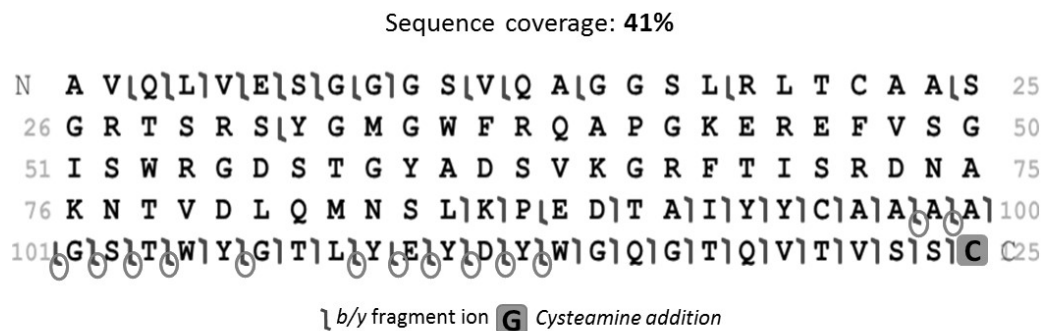 Sequence coverage: 41%
N A V Q L V E S G G G S V Q A G G S L R L T C A A S 25
26 G R T S R S Y G M G W F R Q A P G K E R E F V S G 50
51 I S W R G D S T G Y A D S V K G R F T I S R D N A 75
76 K N T V D L Q M N S L K P E D T A I Y Y C A A A A 100
101 G S T W Y G T L Y E Y D Y W G Q G T Q V T V S S C C 125
b/y fragment ion G Cysteamine addition